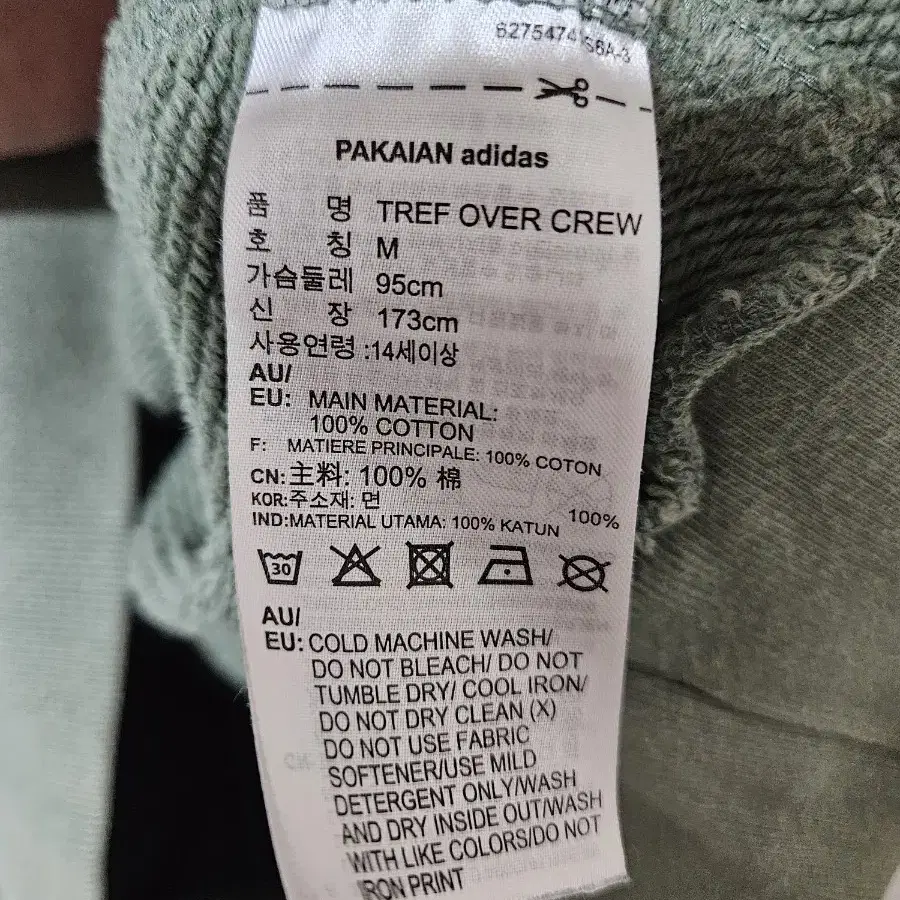 6275474 S6A-3
PAKAIAN adidas
품 명 TREF OVER CREW
호 칭 M
가슴둘레 95cm
신 장 173cm
사용연령 :14세이상
AU/
EU: MAIN MATERIAL:
100% COTTON
F: MATIERE PRINCIPALE: 100% COTON
CN:主料: 100% 棉
KOR:주소재: 면 100%
IND:MATERIAL UTAMA: 100% KATUN
30
AU/
EU: COLD MACHINE WASH/
DO NOT BLEACH/ DO NOT
TUMBLE DRY/ COOL IRON/
DO NOT DRY CLEAN (X)
DO NOT USE FABRIC
SOFTENER/USE MILD
DETERGENT ONLY/WASH
AND DRY INSIDE OUT/WASH
WITH LIKE COLORS/DO NOT
IRON PRINT